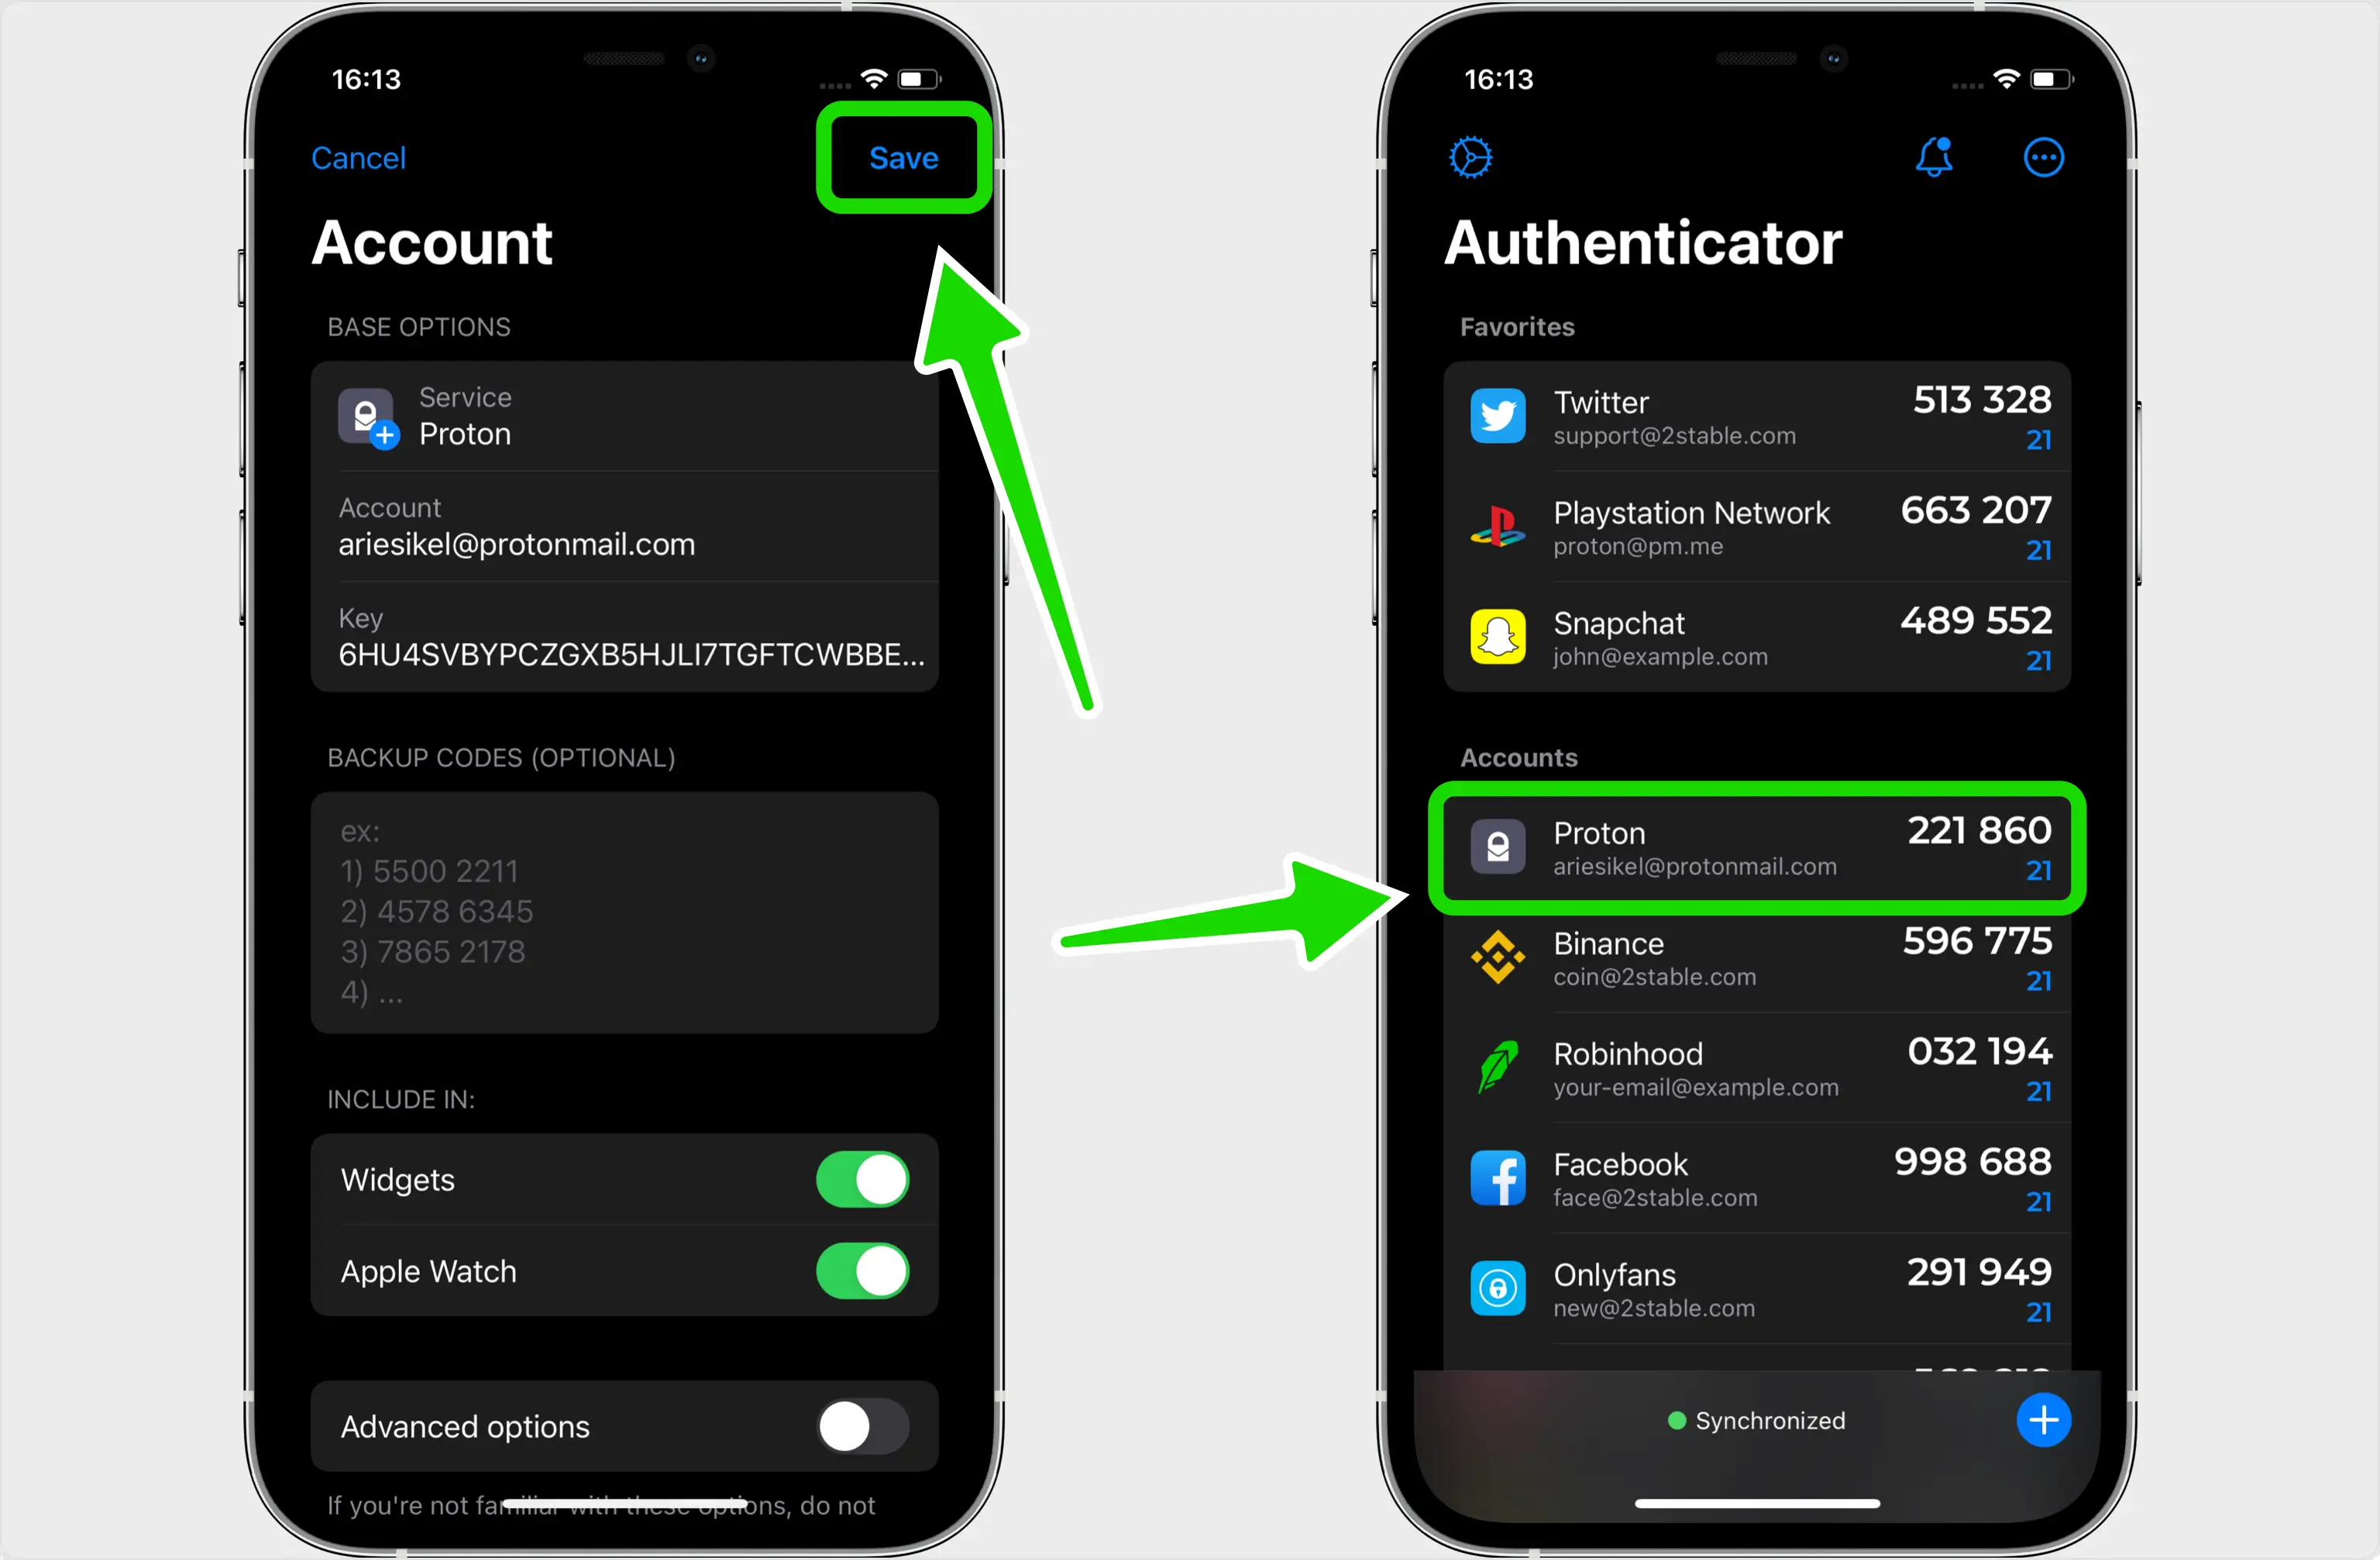 16:13
Cancel
Save
Account
BASE OPTIONS
Service
Proton
Account
ariesikel@protonmail.com
Key
6HU4SVBYPCZGXB5HJLI7TGFTCWBBE...
BACKUP CODES (OPTIONAL)
ex:
1) 5500 2211
2) 4578 6345
3) 7865 2178
4) ...
INCLUDE IN:
Widgets
Apple Watch
Advanced options
If you're not familiar with these options, do not
16:13
Authenticator
Favorites
Twitter 513 328
support@2stable.com 21
Playstation Network 663 207
proton@pm.me 21
Snapchat 489 552
john@example.com 21
Accounts
Proton 221 860
ariesikel@protonmail.com 21
Binance 596 775
coin@2stable.com 21
Robinhood 032 194
your-email@example.com 21
Facebook 998 688
face@2stable.com 21
Onlyfans 291 949
new@2stable.com 21
Synchronized